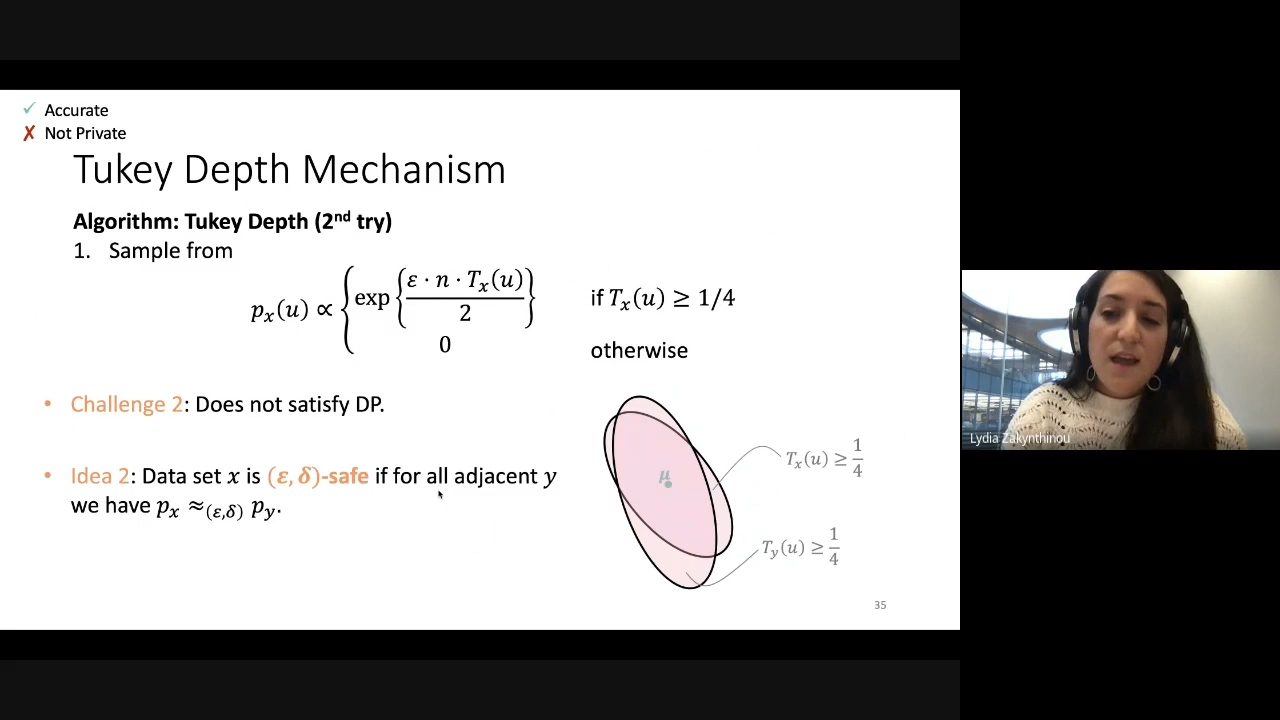 ✓ Accurate
✗ Not Private
Tukey Depth Mechanism
Algorithm: Tukey Depth (2nd try)
1. Sample from
p_x(u) ∝ { exp { ε · n · T_x(u) / 2 } if T_x(u) ≥ 1/4
0 otherwise
• Challenge 2: Does not satisfy DP.
• Idea 2: Data set x is (ε, δ)-safe if for all adjacent y
we have p_x ≈_(ε,δ) p_y.
μ
T_x(u) ≥ 1/4
T_y(u) ≥ 1/4
35
Lydia Zakynthinou